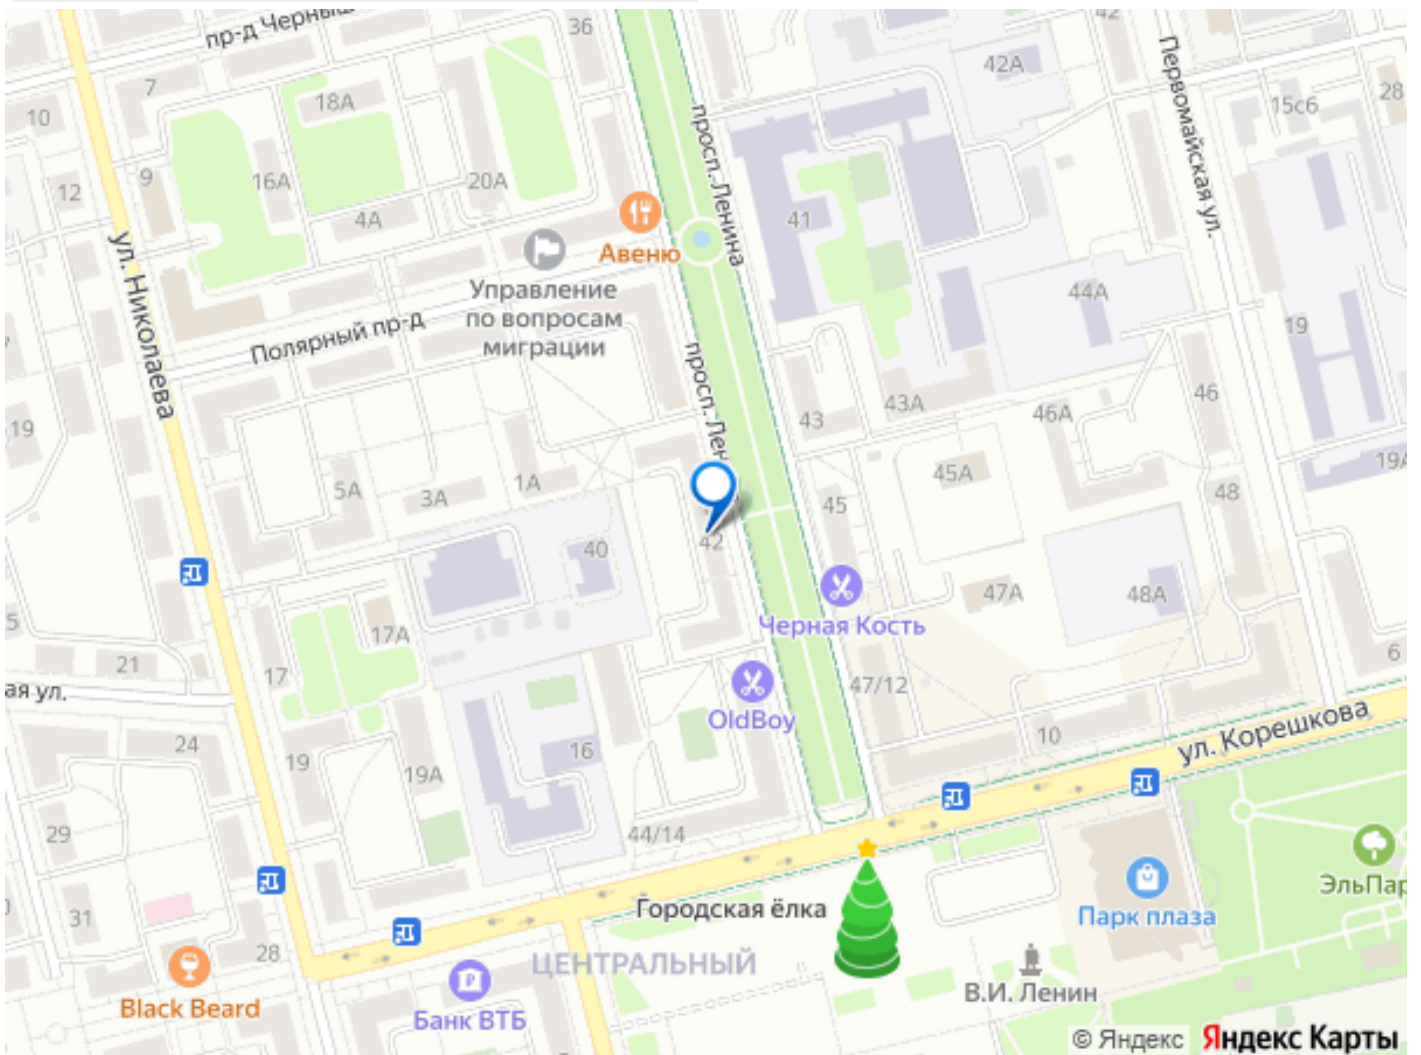 пр-д Черныш
36
42
42А
Первомайская ул.
7
18А
15с6
28
10
просп. Ленина
9
16А
20А
12
4А
41
Авеню
ул. Николаева
Управление
по вопросам
миграции
44А
Полярный пр-д
19
просп. Лен
43
43А
46А
46
19
5А
3А
1А
45А
48
19А
45
42
40
47А
48А
5
17А
Черная Кость
21
17
6
ая ул.
47/12
OldBoy
ул. Корешкова
24
19
19А
16
10
29
44/14
ЭльПар
Парк плаза
31
Городская ёлка
28
ЦЕНТРАЛЬНЫЙ
В.И. Ленин
Black Beard
Банк ВТБ
© Яндекс Яндекс Карты